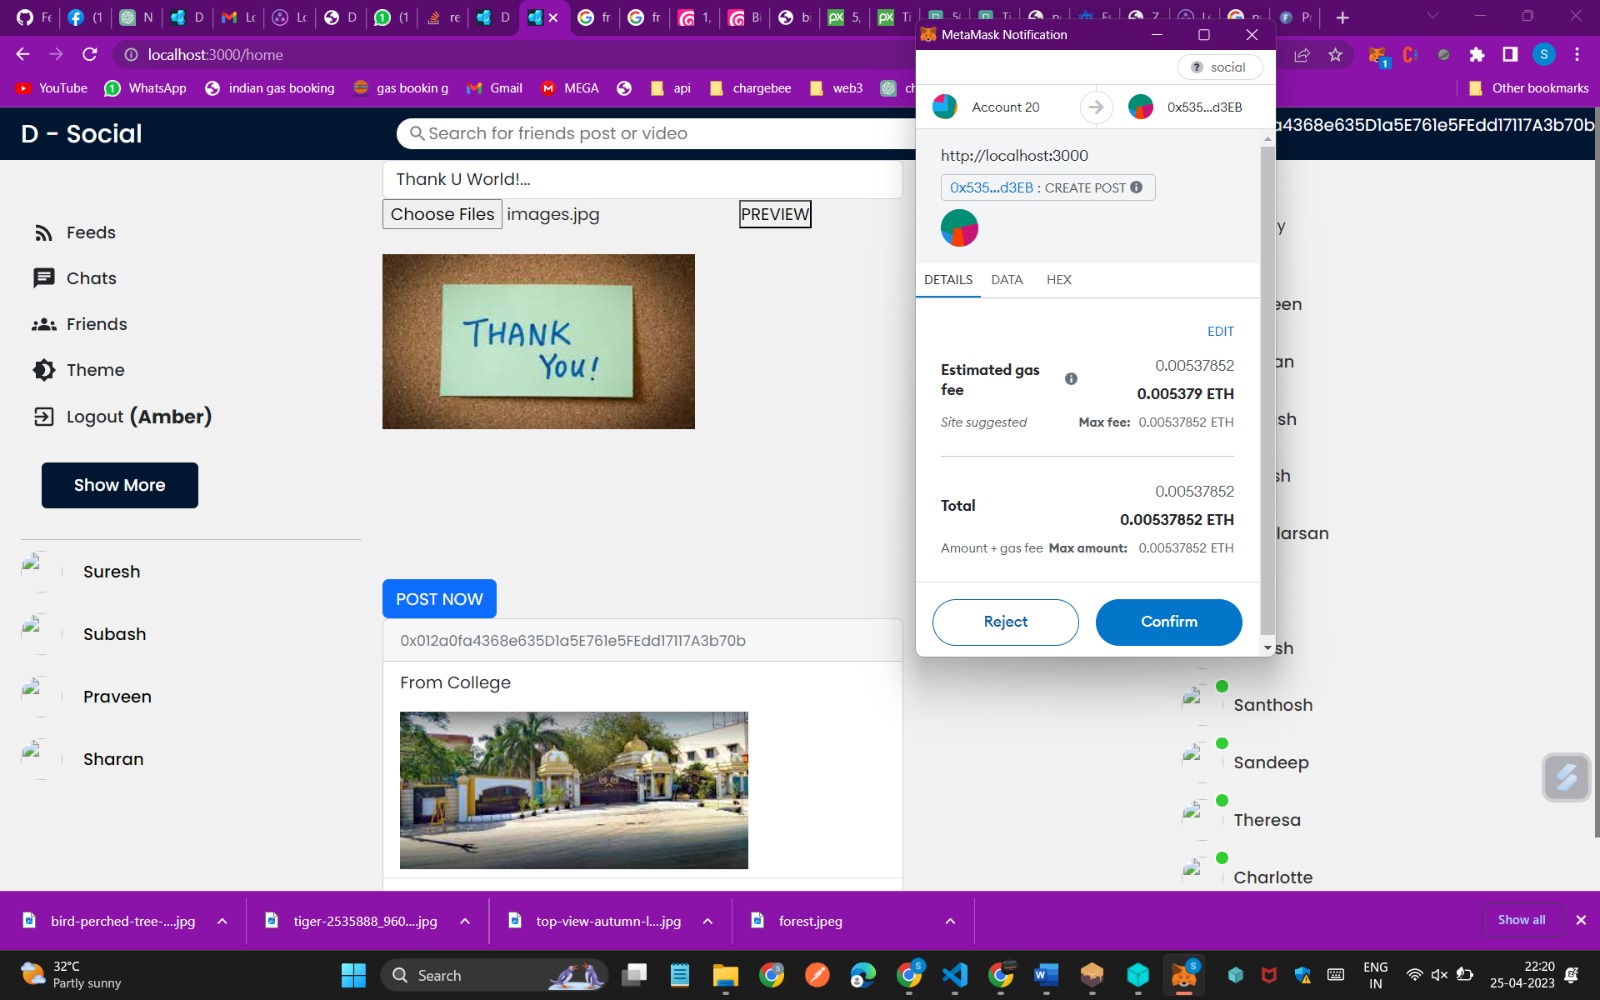 MetaMask Notification
localhost:3000/home
YouTube WhatsApp indian gas booking gas bookin g Gmail MEGA api chargebee web3 Other bookmarks
social
D - Social
Search for friends post or video
Account 20 0x535...d3EB
a4368e635D1a5E761e5FEdd17117A3b70b
Thank U World!...
Choose Files images.jpg PREVIEW
Feeds
Chats
Friends
Theme
Logout (Amber)
Show More
Suresh
Subash
Praveen
Sharan
THANK
YOU!
POST NOW
0x012a0fa4368e635D1a5E761e5FEdd17117A3b70b
From College
http://localhost:3000
0x535...d3EB : CREATE POST
DETAILS DATA HEX
EDIT
Estimated gas
fee
0.00537852
0.005379 ETH
Site suggested Max fee: 0.00537852 ETH
Total
0.00537852
0.00537852 ETH
Amount + gas fee Max amount: 0.00537852 ETH
Reject Confirm
larsan
Santhosh
Sandeep
Theresa
Charlotte
bird-perched-tree-....jpg tiger-2535888_960....jpg top-view-autumn-l....jpg forest.jpeg Show all
32°C
Partly sunny
Search
ENG
IN
22:20
25-04-2023